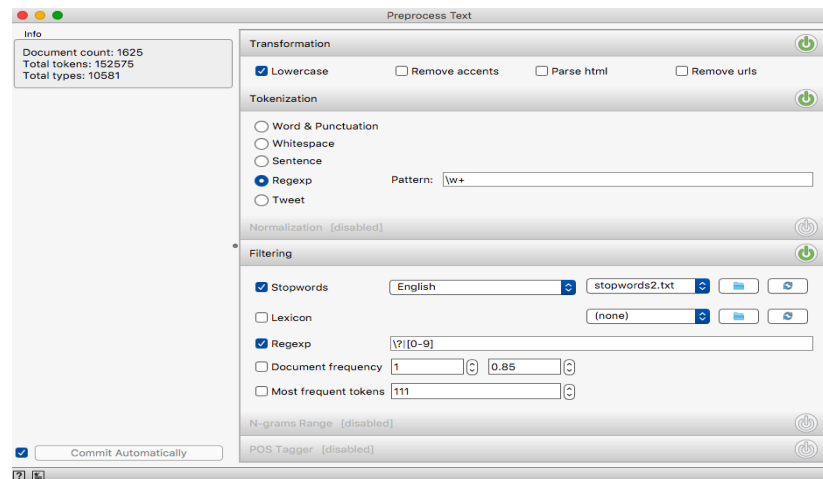 Preprocess Text
Info
Document count: 1625
Total tokens: 152575
Total types: 10581
Transformation
Lowercase Remove accents Parse html Remove urls
Tokenization
Word & Punctuation
Whitespace
Sentence
Regexp Pattern: \w+
Tweet
Normalization [disabled]
Filtering
Stopwords English stopwords2.txt
Lexicon (none)
Regexp \?|[0-9]
Document frequency 1 0.85
Most frequent tokens 111
N-grams Range [disabled]
POS Tagger [disabled]
Commit Automatically
?